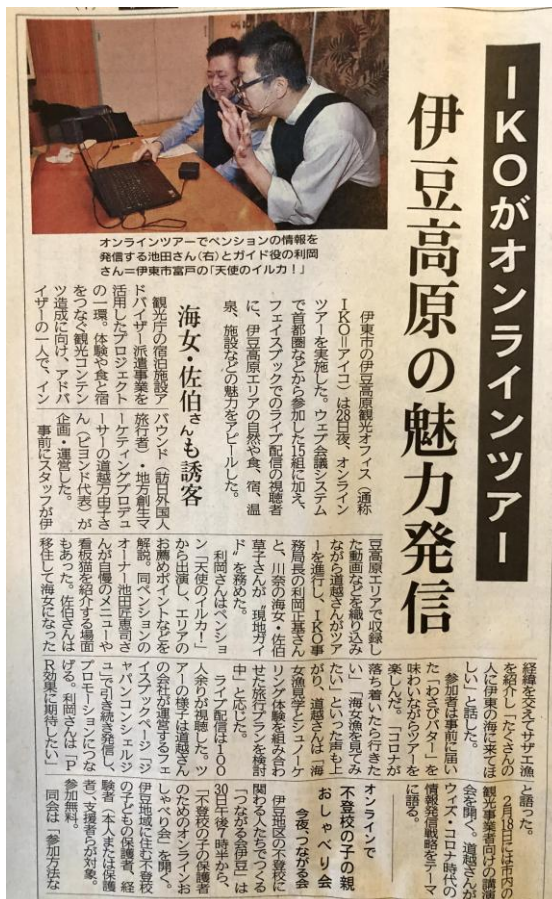 IKOがオンラインツアー
伊豆高原の魅力発信
オンラインツアーでペンションの情報を
発信する池田さん(右)とガイド役の利岡
さん=伊東市富戸の「天使のイルカ!」
伊東市の伊豆高原観光オフィス(通称
IKO=アイコン)は28日夜、オンライン
ツアーを実施した。ウェブ会議システム
で首都圏などから参加した15組に加え、
フェイスブックでのライブ配信の視聴者
に、伊豆高原エリアの自然や食、宿、温
泉、施設などの魅力をアピールした。
海女・佐伯さんも誘客
観光庁の宿泊施設ア
ドバイザー派遣事業を
活用したプロジェクト
の一環。体験や食と宿
をつなぐ観光コンテン
ツ造成に向け、アドバ
イザーの一人で、イン
バウンド(訪日外国人
旅行者)・地方創生マ
ーケティングプロデュ
ーサーの道越万由子さ
ん(ビヨンド代表)が
企画・運営した。
事前にスタッフが伊
豆高原エリアで収録し
た動画などを織り込み
ながら道越さんがツア
ーを進行し、IKO事
務局長の利岡正基さん
と、川奈の海女・佐伯
草子さんが〝現地ガイ
ド〟を務めた。
利岡さんはペンショ
ン「天使のイルカ!」
から出演し、エリアの
お薦めポイントなどを
解説。同ペンションの
オーナー池田匠憲司さ
んが自慢のメニューや
看板猫を紹介する場面
もあった。佐伯さんは
移住して海女になった
経緯を交えてサザエ漁
を紹介し「たくさんの
人に伊東の海に来てほ
しい」と話した。
参加者は事前に届い
た「わさびバター」を
味わいながらツアーを
楽しんだ。「コロナが
落ち着いたら行きた
い」「海女漁を見てみ
たい」といった声も上
がり、道越さんは「海
女漁見学とシュノーケ
リング体験を組み合わ
せた旅行プランを検討
中」と応じた。
ライブ配信は100
人余りが視聴した。ツ
アーの様子は道越さん
の会社が運営するフェ
イスブックページ「ジ
ャパンコンシェルジ
ュ」で引き続き発信し、
プロモーションにつな
げる。利岡さんは「P
R効果に期待したい」
と語った。
2月18日には市内の
観光事業者向けの講演
会を開く。道越さんが
ウィズ・コロナ時代の
情報発信戦略をテーマ
に語る。
オンラインで
不登校の子の親
おしゃべり会
今夜、つながる会
伊豆地区の不登校に
関わる人たちでつくる
「つながる会伊豆」は
30日午後7時半から、
「不登校の子の保護者
のためのオンラインお
しゃべり会」を開く。
伊豆地域に住む不登校
の子どもの保護者、経
験者(本人または保護
者)、支援者らが対象。
参加無料。
同会は「参加方法な